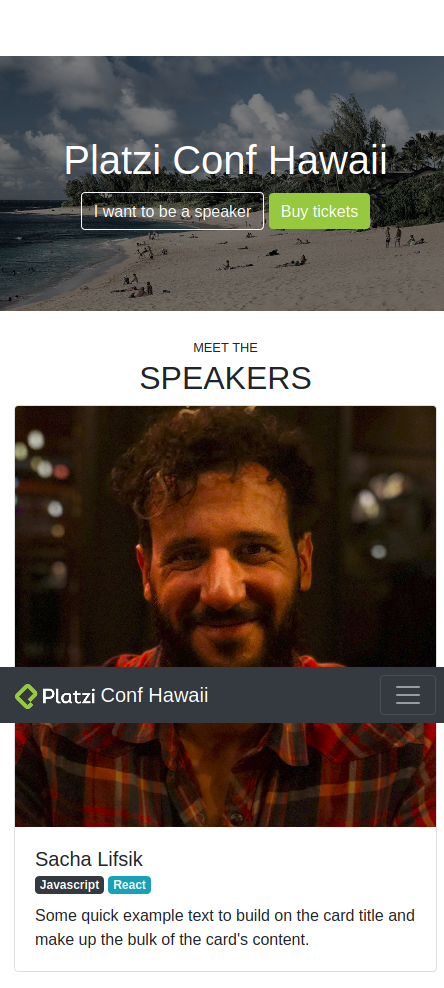 Platzi Conf Hawaii
I want to be a speaker Buy tickets
MEET THE
SPEAKERS
Platzi Conf Hawaii
Sacha Lifsik
Javascript React
Some quick example text to build on the card title and
make up the bulk of the card's content.